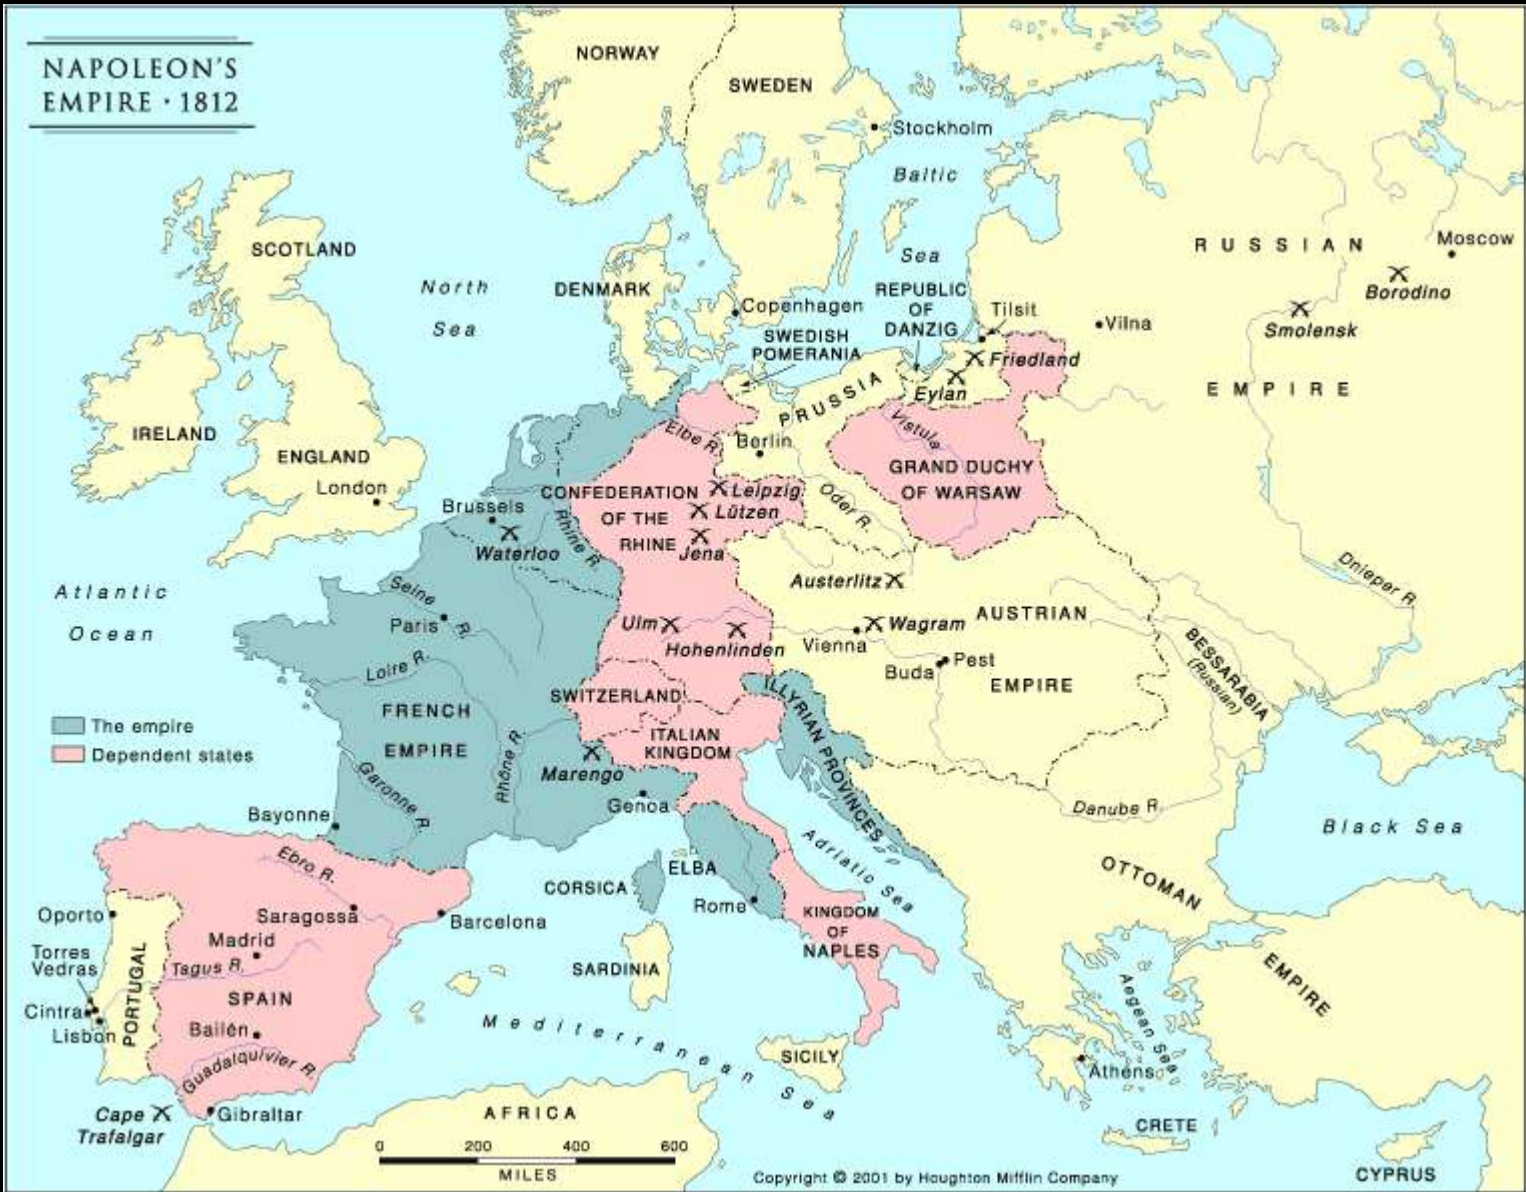 NAPOLEON'S
EMPIRE · 1812
NORWAY
SWEDEN
Stockholm
Baltic
Sea
SCOTLAND
North
Sea
DENMARK
Copenhagen
REPUBLIC
OF
DANZIG
Tilsit
SWEDISH
POMERANIA
Vilna
RUSSIAN
EMPIRE
Moscow
Borodino
Smolensk
Friedland
Eylan
PRUSSIA
IRELAND
ENGLAND
London
Elbe R.
Berlin
Vistula
GRAND DUCHY
OF WARSAW
Brussels
Waterloo
CONFEDERATION
OF THE
RHINE
Rhine R.
Leipzig
Lützen
Jena
Oder R.
Austerlitz
Dnieper R.
Atlantic
Ocean
Seine R.
Paris
Ulm
Hohenlinden
Vienna
Wagram
AUSTRIAN
EMPIRE
Buda
Pest
BESSARABIA
(Russian)
Loire R.
SWITZERLAND
ILLYRIAN PROVINCES
The empire
Dependent states
FRENCH
EMPIRE
ITALIAN
KINGDOM
Marengo
Rhône R.
Garonne R.
Genoa
Bayonne
Danube R.
Black Sea
Adriatic Sea
Ebro R.
ELBA
CORSICA
Rome
OTTOMAN
EMPIRE
Oporto
Saragossa
Barcelona
KINGDOM
OF
NAPLES
Torres
Vedras
Madrid
Tagus R.
SARDINIA
PORTUGAL
SPAIN
Cintra
Lisbon
Bailén
Guadalquivier R.
Mediterranean Sea
SICILY
Aegean Sea
Athens
Cape
Trafalgar
Gibraltar
AFRICA
CRETE
CYPRUS
0 200 400 600
MILES
Copyright © 2001 by Houghton Mifflin Company